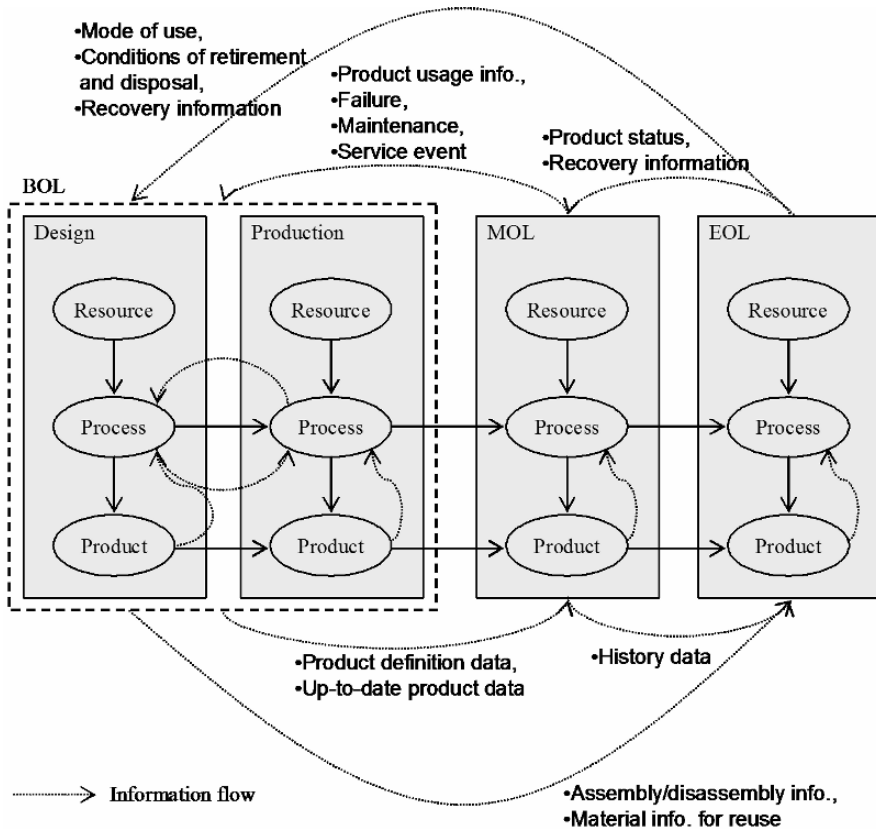 •Mode of use,
•Conditions of retirement
and disposal,
•Recovery information
•Product usage info.,
•Failure,
•Maintenance,
•Service event
•Product status,
•Recovery information
BOL
Design
Production
MOL
EOL
Resource
Resource
Resource
Resource
Process
Process
Process
Process
Product
Product
Product
Product
•Product definition data,
•Up-to-date product data
•History data
Information flow
•Assembly/disassembly info.,
•Material info. for reuse